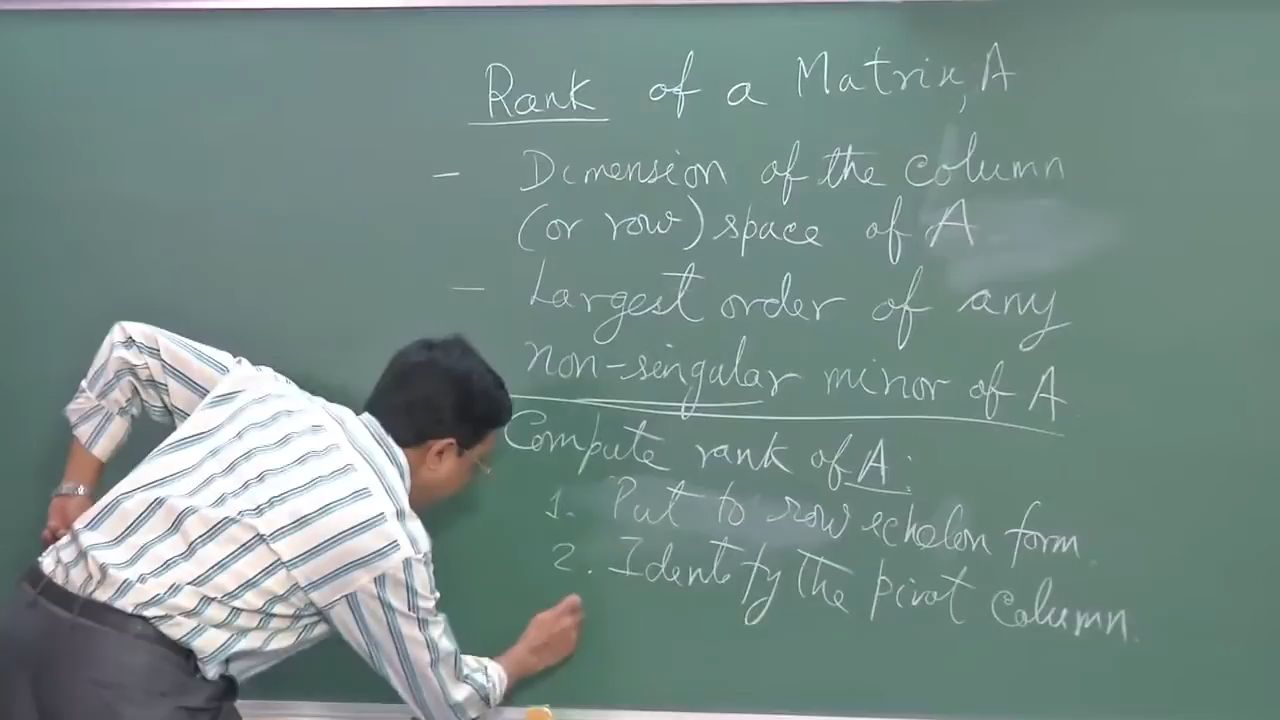 Rank of a Matrix, A
- Dimension of the column
(or row) space of A
- Largest order of any
non-singular minor of A
Compute rank of A:
1. Put to row echelon form.
2. Identify the pivot column.